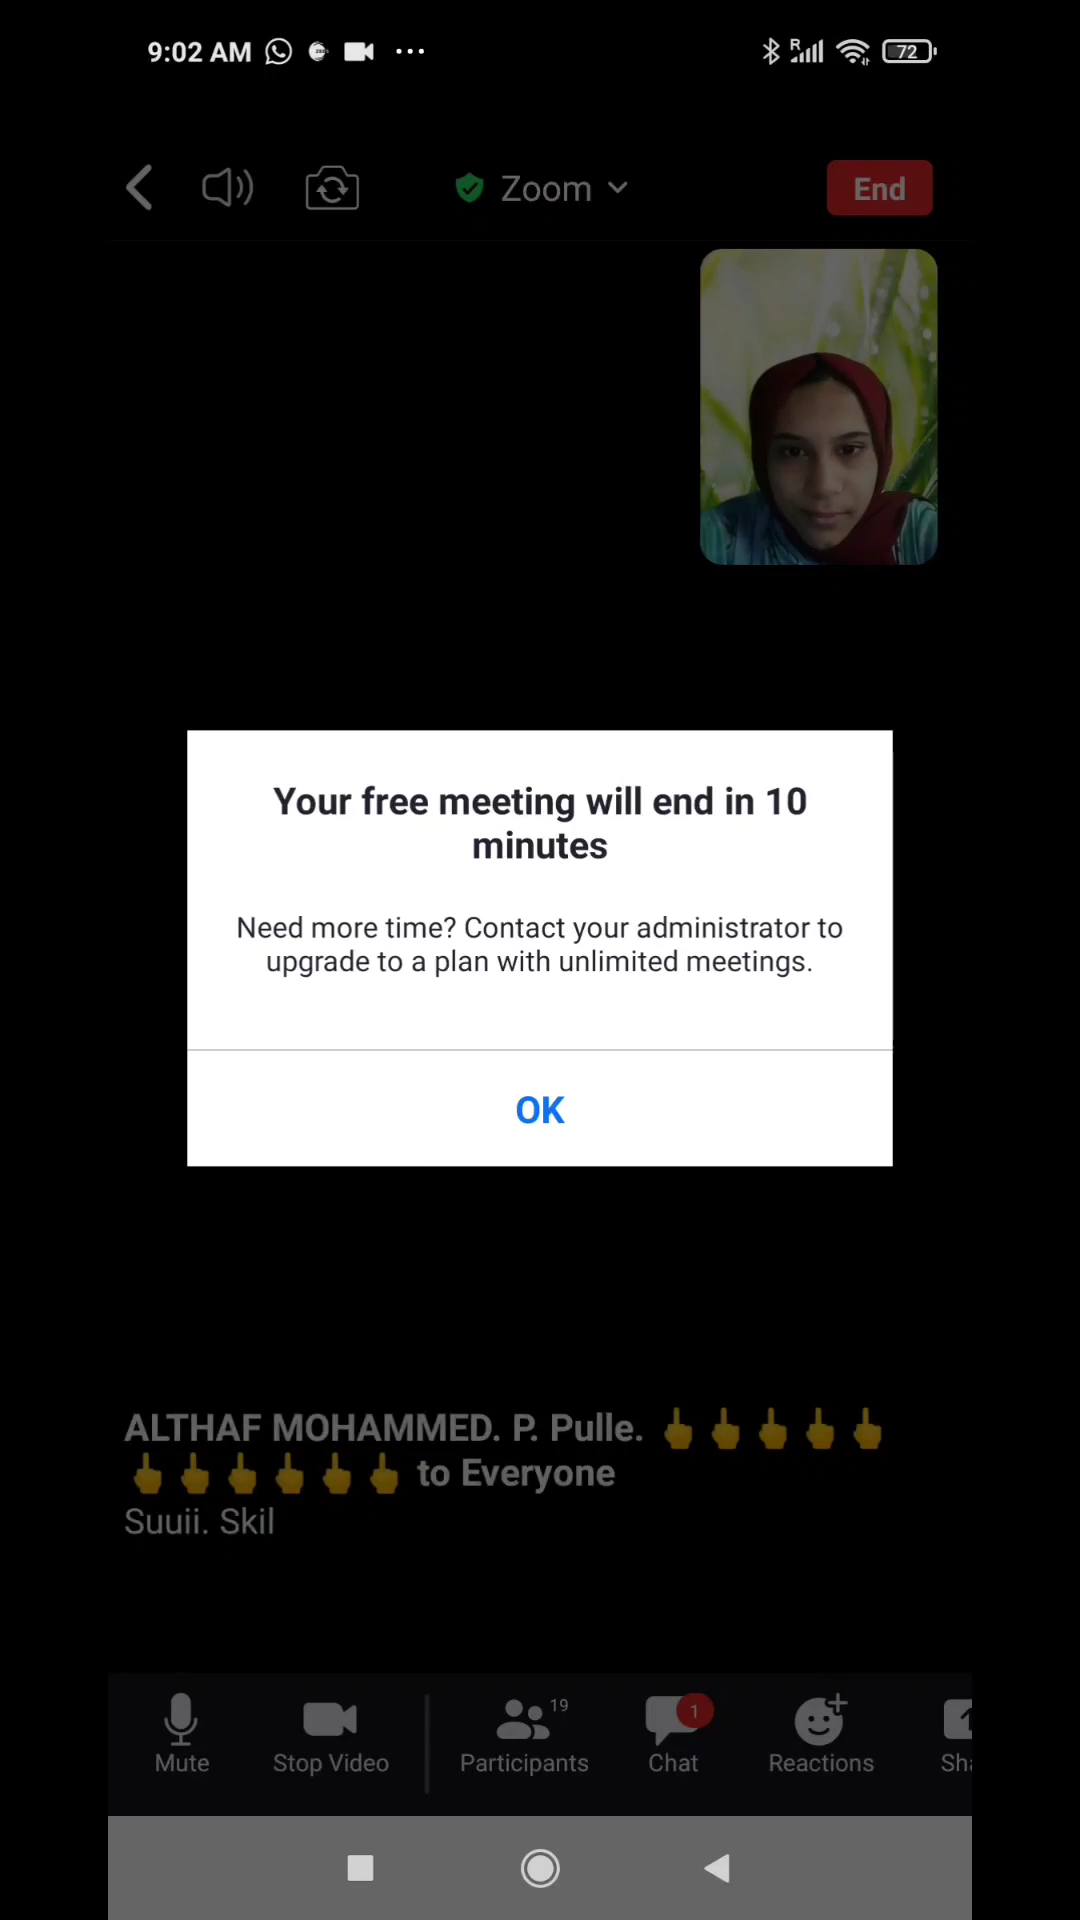 9:02 AM
R
72
Zoom
End
Your free meeting will end in 10
minutes
Need more time? Contact your administrator to
upgrade to a plan with unlimited meetings.
OK
ALTHAF MOHAMMED. P. Pulle. 🖕🖕🖕🖕🖕
🖕🖕🖕🖕🖕🖕 to Everyone
Suuii. Skil
19
1
Mute
Stop Video
Participants
Chat
Reactions
Sha